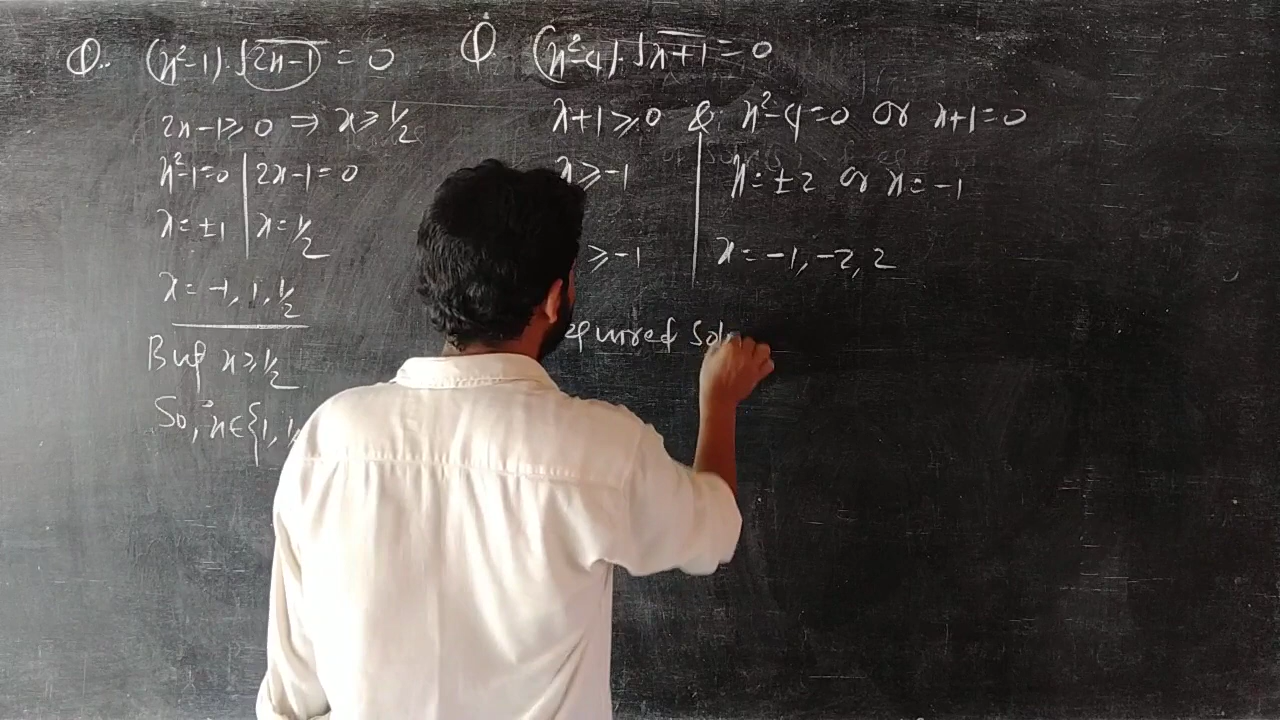 Q. (x²-1).√2x-1 = 0
2x-1≥0 ⇒ x≥1/2
x²-1=0 | 2x-1=0
x=±1 | x=1/2
x=-1, 1, 1/2
But x≥1/2
So, x∈{1, 1
Q. (x²-4).√x+1 = 0
x+1≥0 & x²-4=0 or x+1=0
x≥-1 | x=±2 or x=-1
≥-1 | x=-1,-2, 2
equired Sol